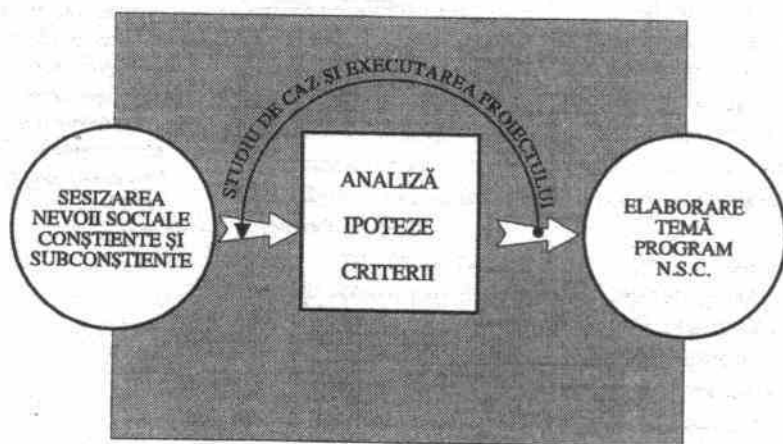 STUDIU DE CAZ ȘI EXECUTAREA PROIECTULUI
SESIZAREA
NEVOII SOCIALE
CONȘTIENTE ȘI
SUBCONȘTIENTE
ANALIZĂ
IPOTEZE
CRITERII
ELABORARE
TEMĂ
PROGRAM
N.S.C.